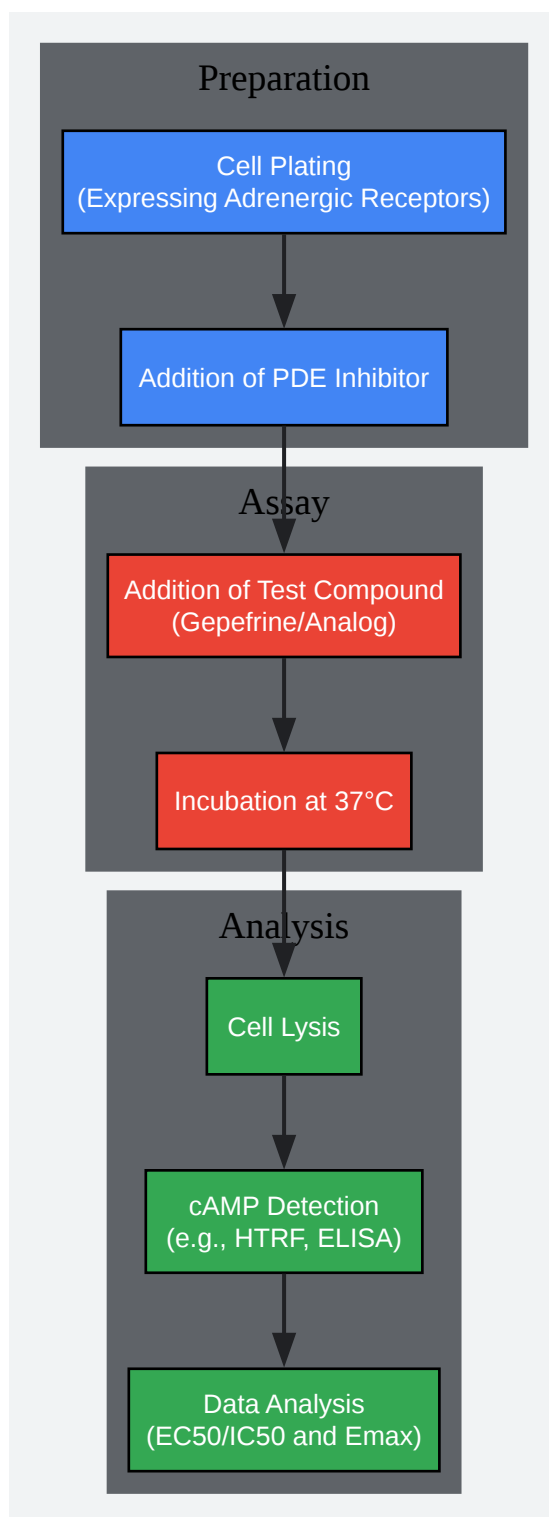 Preparation
Cell Plating
(Expressing Adrenergic Receptors)
Addition of PDE Inhibitor
Assay
Addition of Test Compound
(Gepefrine/Analog)
Incubation at 37°C
Analysis
Cell Lysis
cAMP Detection
(e.g., HTRF, ELISA)
Data Analysis
(EC50/IC50 and Emax)